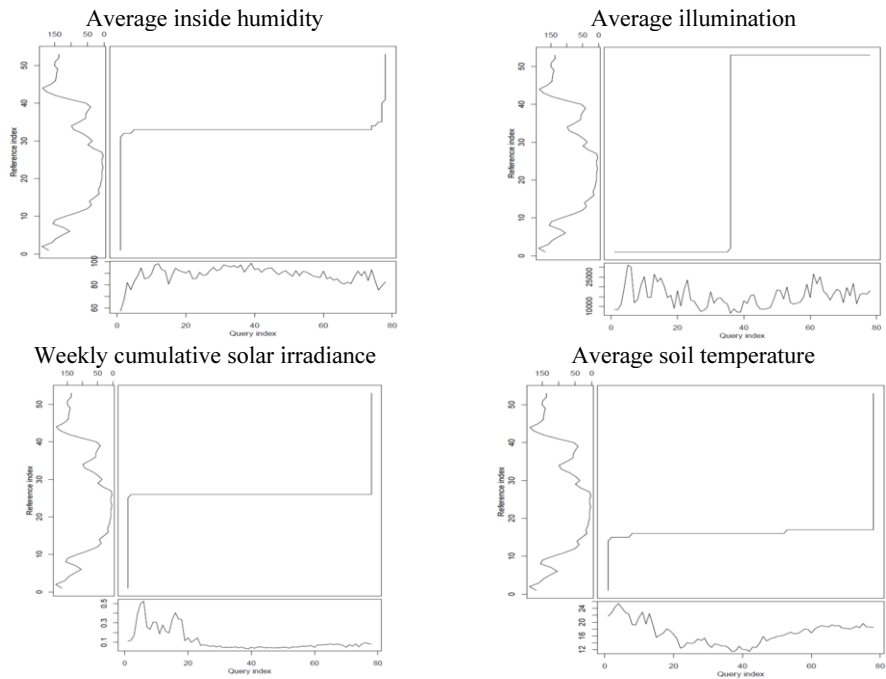 Average inside humidity
150 50 0
Reference index
0 10 20 30 40 50
60 80 100
0 20 40 60 80
Query index
Average illumination
150 50 0
Reference index
0 10 20 30 40 50
10000 25000
0 20 40 60 80
Query index
Weekly cumulative solar irradiance
150 50 0
Reference index
0 10 20 30 40 50
0.1 0.3 0.5
0 20 40 60 80
Query index
Average soil temperature
150 50 0
Reference index
0 10 20 30 40 50
12 16 20 24
0 20 40 60 80
Query index